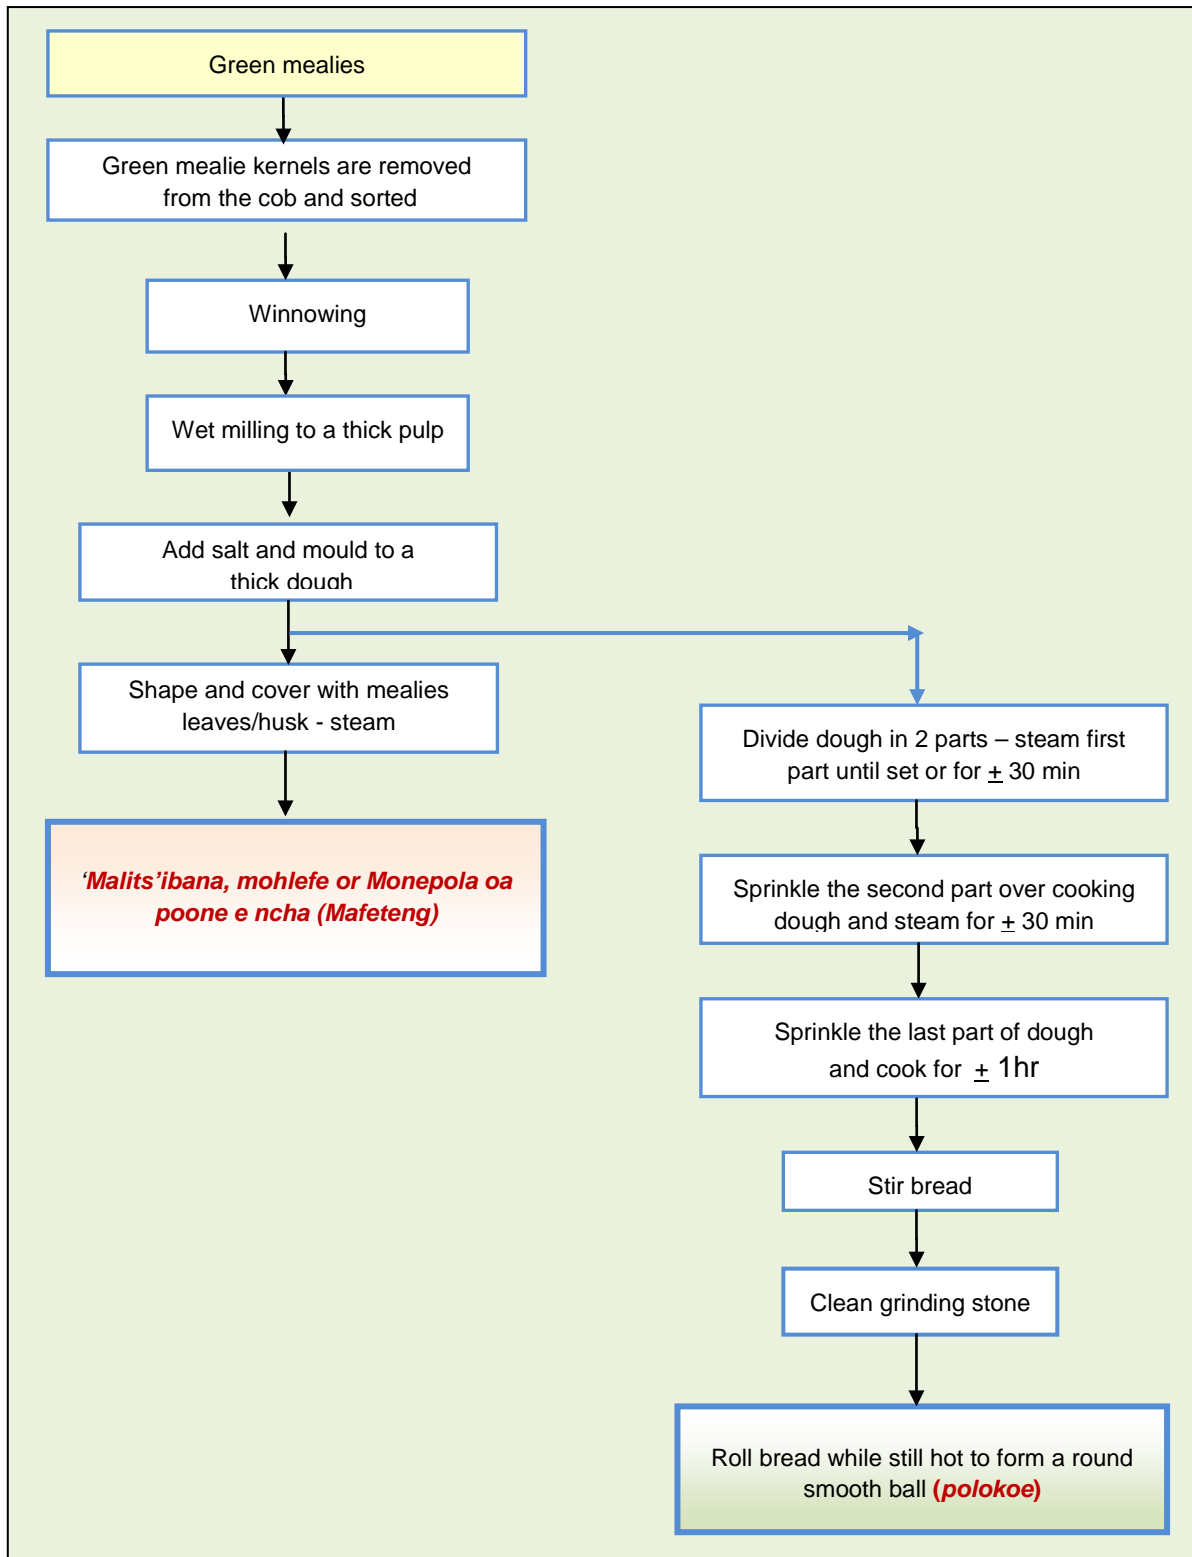 Green mealies
Green mealie kernels are removed
from the cob and sorted
Winnowing
Wet milling to a thick pulp
Add salt and mould to a
thick dough
Shape and cover with mealies
leaves/husk - steam
‘Malits’ibana, mohlefe or Monepola oa
poone e ncha (Mafeteng)
Divide dough in 2 parts – steam first
part until set or for ± 30 min
Sprinkle the second part over cooking
dough and steam for ± 30 min
Sprinkle the last part of dough
and cook for ± 1hr
Stir bread
Clean grinding stone
Roll bread while still hot to form a round
smooth ball (polokoe)